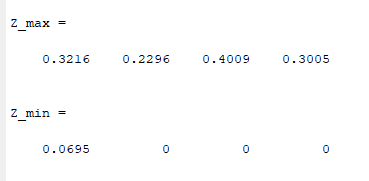 Z_max =
0.3216 0.2296 0.4009 0.3005
Z_min =
0.0695 0 0 0